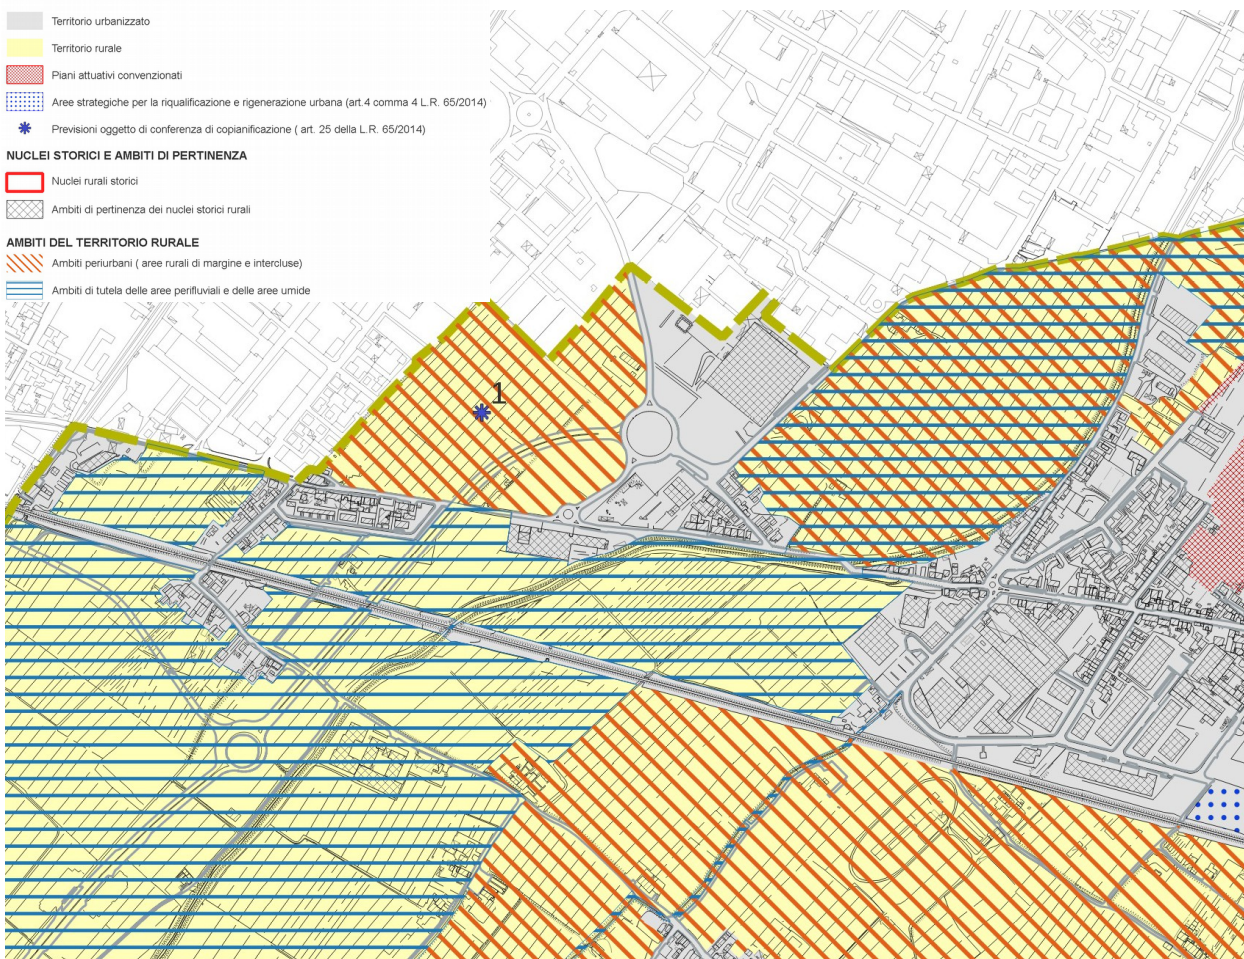 Territorio urbanizzato
Territorio rurale
Piani attuativi convenzionati
Aree strategiche per la riqualificazione e rigenerazione urbana (art.4 comma 4 L.R. 65/2014)
Previsioni oggetto di conferenza di copianificazione ( art. 25 della L.R. 65/2014)
NUCLEI STORICI E AMBITI DI PERTINENZA
Nuclei rurali storici
Ambiti di pertinenza dei nuclei storici rurali
AMBITI DEL TERRITORIO RURALE
Ambiti periurbani ( aree rurali di margine e intercluse)
Ambiti di tutela delle aree perifluviali e delle aree umide
1